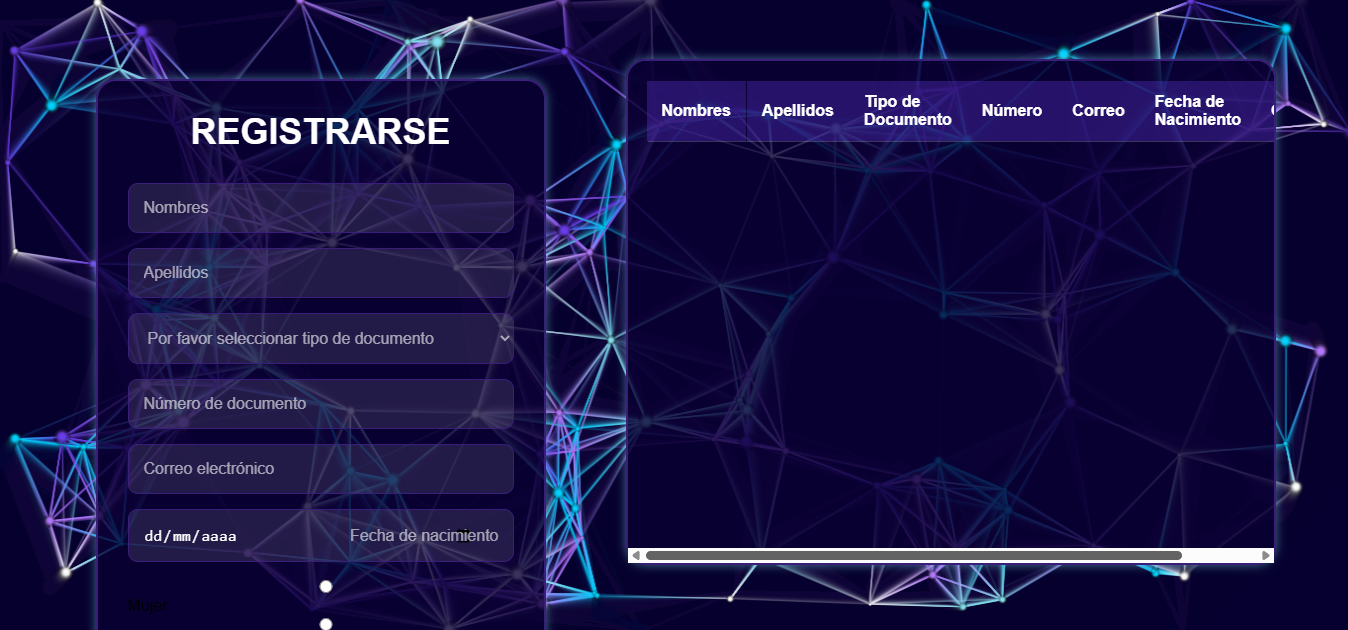 REGISTRARSE
Nombres
Apellidos
Por favor seleccionar tipo de documento
Número de documento
Correo electrónico
dd/mm/aaaa Fecha de nacimiento
Mujer
Nombres Apellidos Tipo de Documento Número Correo Fecha de Nacimiento